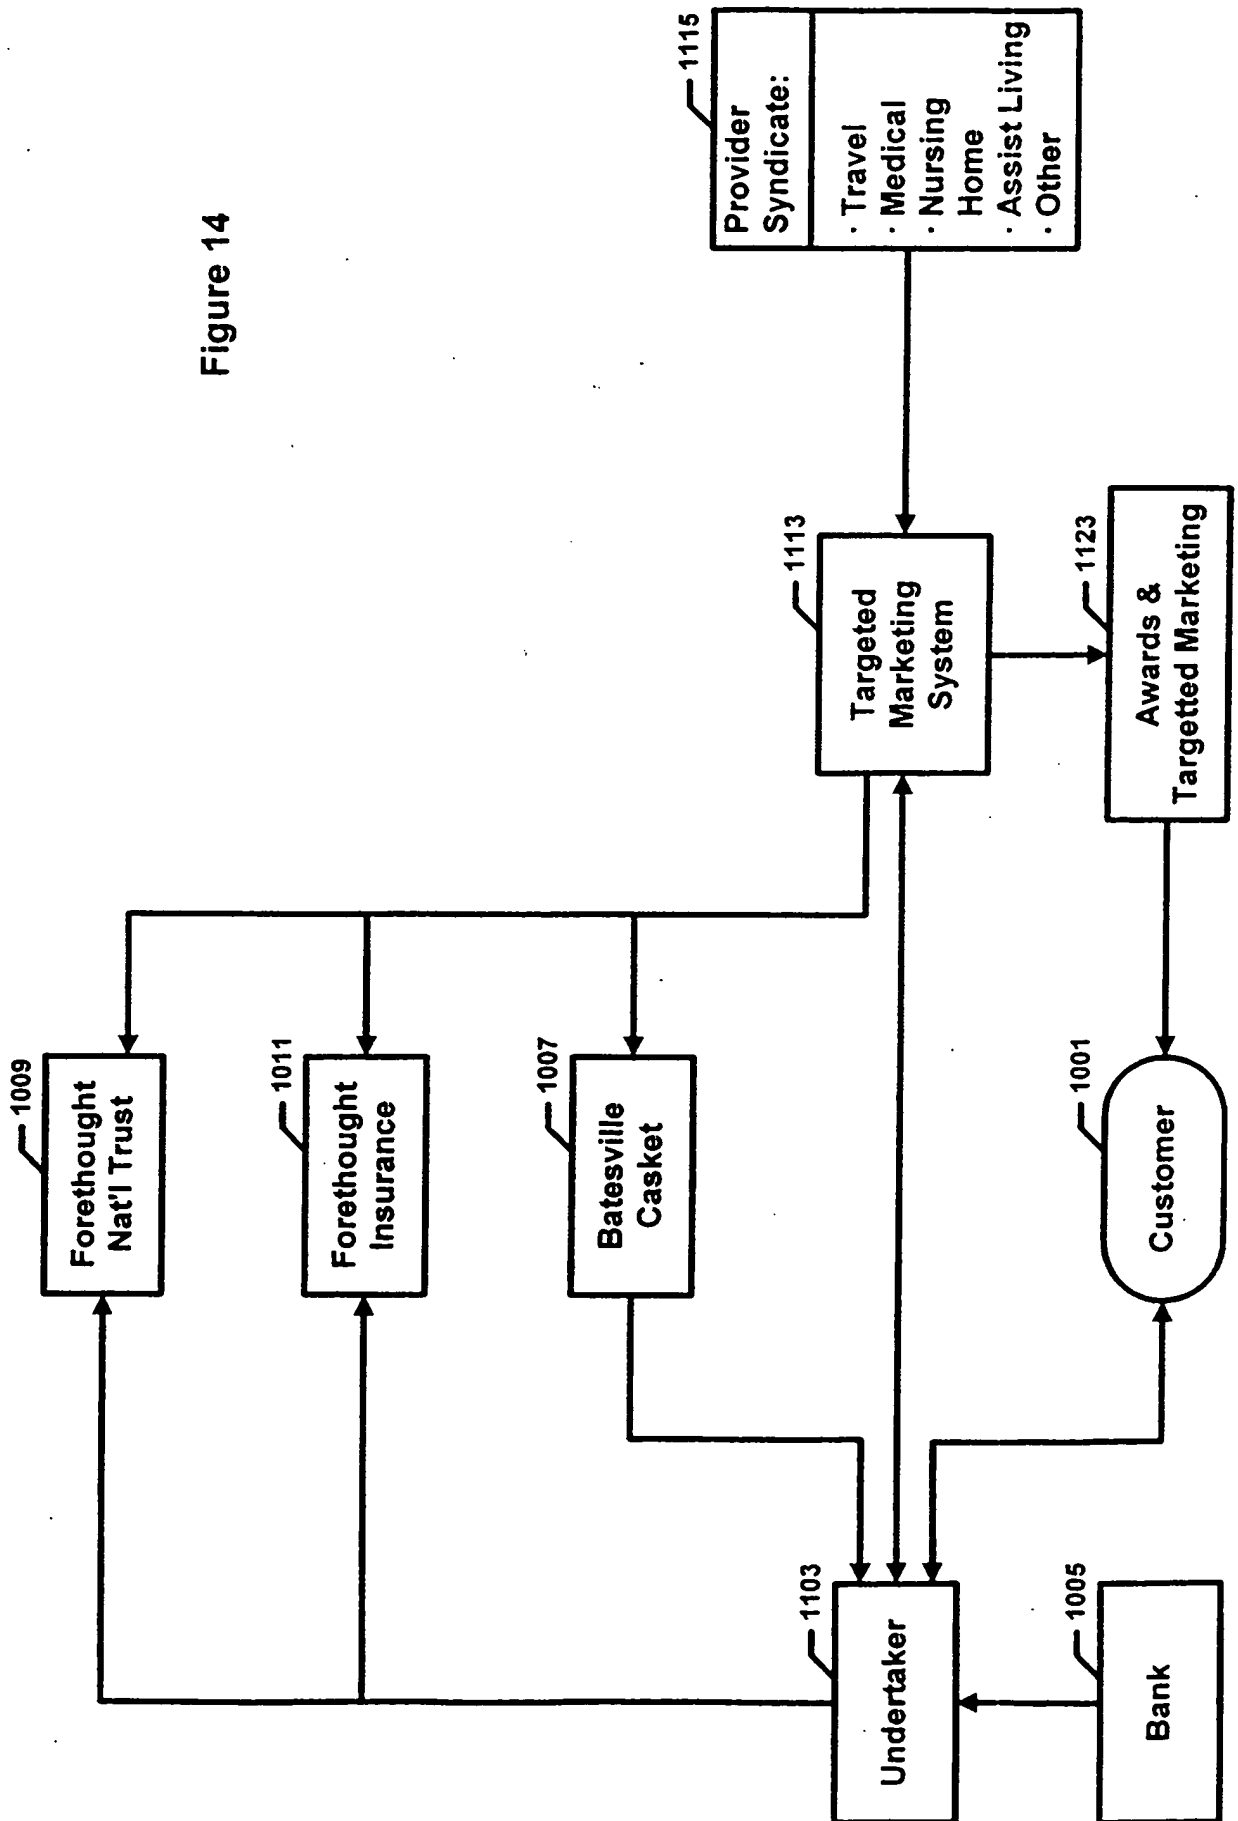 Figure 14
1009
Forethought
Nat'l Trust
1011
Forethought
Insurance
1007
Batesville
Casket
1103
Undertaker
1113
Targeted
Marketing
System
1115
Provider
Syndicate:
· Travel
· Medical
· Nursing
Home
· Assist Living
· Other
1005
Bank
1001
Customer
1123
Awards &
Targetted Marketing